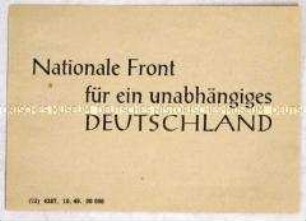 Nationale Front
für ein unabhängiges
DEUTSCHLAND